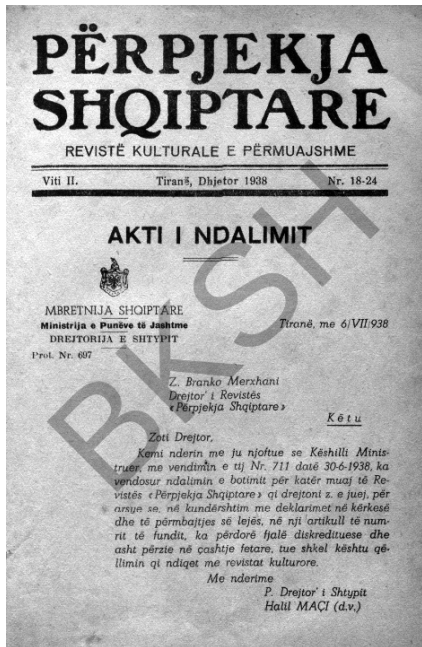 PËRPJEKJA
SHQIPTARE
REVISTË KULTURALE E PËRMUAJSHME
Viti II. Tiranë, Dhjetor 1938 Nr. 18-24
AKTI I NDALIMIT
MBRETNIJA SHQIPTARE
Ministrija e Punëve të Jashtme
DREJTORIJA E SHTYPIT
Prot. Nr. 697
Tiranë, me 6/VII/938
Z. Branko Merxhani
Drejtor' i Revistës
«Përpjekja Shqiptare»
Këtu
Zoti Drejtor,
Kemi nderin me ju njoftue se Këshilli Minis-
truer, me vendimin e tij Nr. 711 datë 30-6-1938, ka
vendosur ndalimin e botimit për katër muaj të Re-
vistës «Përpjekja Shqiptare» qi drejtoni z. e juej, për
arsye se, në kundërshtim me deklarimet në kërkesë
dhe të përmbajtjes së lejës, në nji artikull të num-
rit të fundit, ka përdorë fjalë diskredituese dhe
asht përzie në çashtje fetare, tue shkel kështu që-
llimin qi ndiqet me revistat kulturore.
Me nderime
P. Drejtor' i Shtypit
Halil MAÇI (d.v.)
BKSH